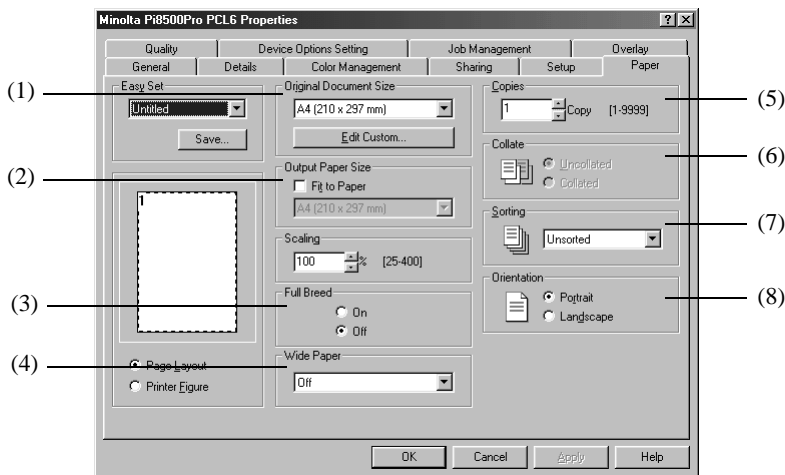 Minolta Pi8500Pro PCL6 Properties
Quality Device Options Setting Job Management Overlay
General Details Color Management Sharing Setup Paper
(1)
(2)
(3)
(4)
Easy Set
Untitled
Save...
1
Page Layout
Printer Figure
Original Document Size
A4 (210 x 297 mm)
Edit Custom...
Output Paper Size
Fit to Paper
A4 (210 x 297 mm)
Scaling
100 % [25-400]
Full Breed
On
Off
Wide Paper
Off
Copies
1 Copy [1-9999]
Collate
Uncollated
Collated
Sorting
Unsorted
Orientation
Portrait
Landscape
(5)
(6)
(7)
(8)
OK Cancel Apply Help